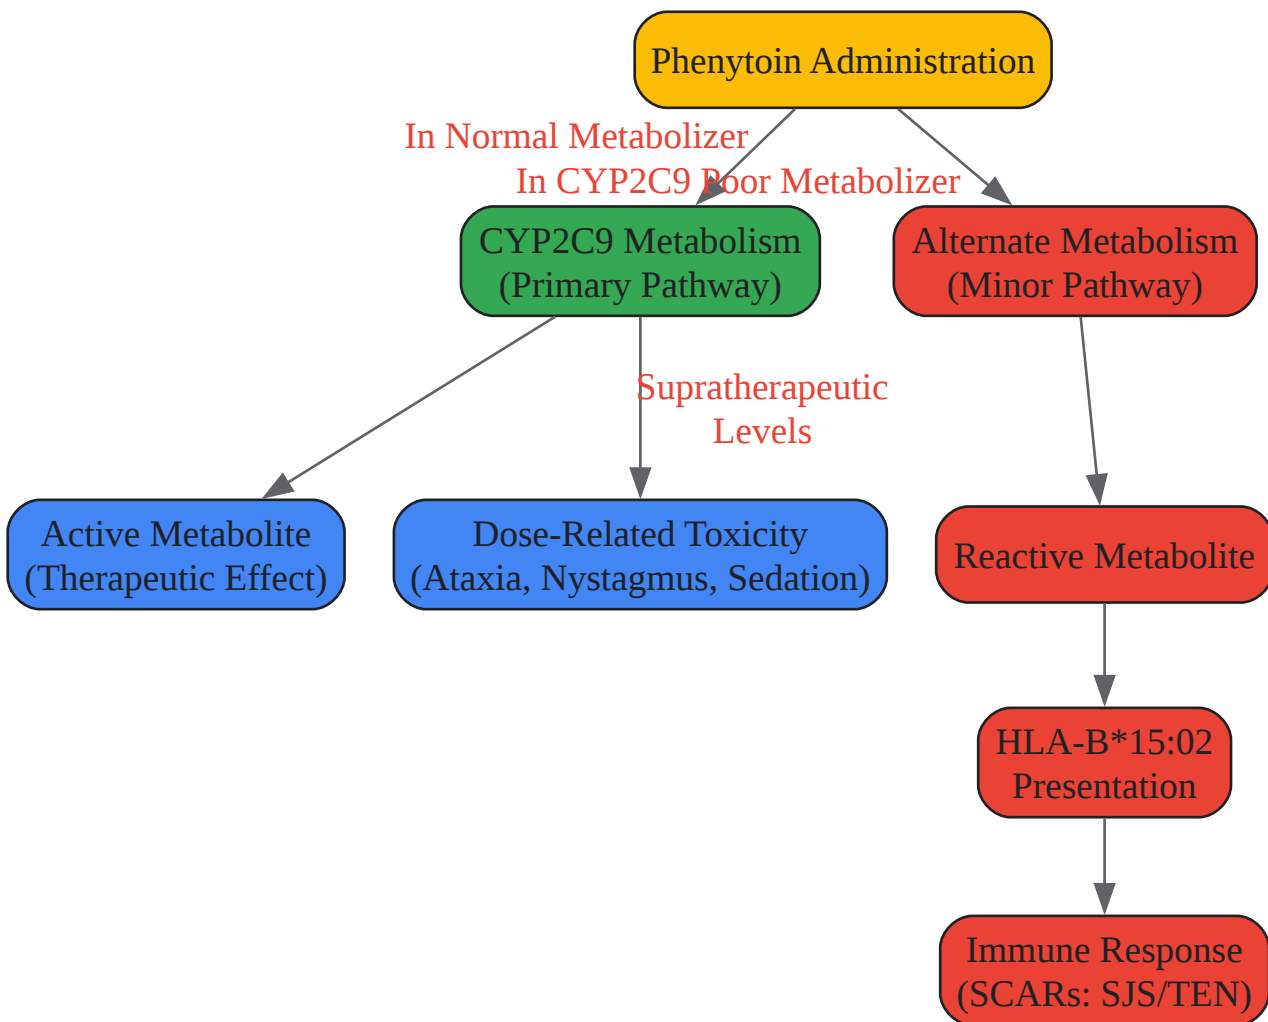 Phenytoin Administration
In Normal Metabolizer
In CYP2C9 Poor Metabolizer
CYP2C9 Metabolism
(Primary Pathway)
Alternate Metabolism
(Minor Pathway)
Supratherapeutic
Levels
Active Metabolite
(Therapeutic Effect)
Dose-Related Toxicity
(Ataxia, Nystagmus, Sedation)
Reactive Metabolite
HLA-B*15:02
Presentation
Immune Response
(SCARs: SJS/TEN)